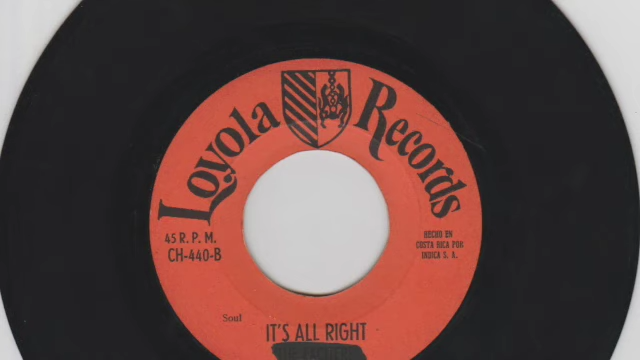 Loyola Records
45 R. P. M.
CH-440-B
HECHO EN
COSTA RICA POR
INDICA S. A.
Soul
IT'S ALL RIGHT